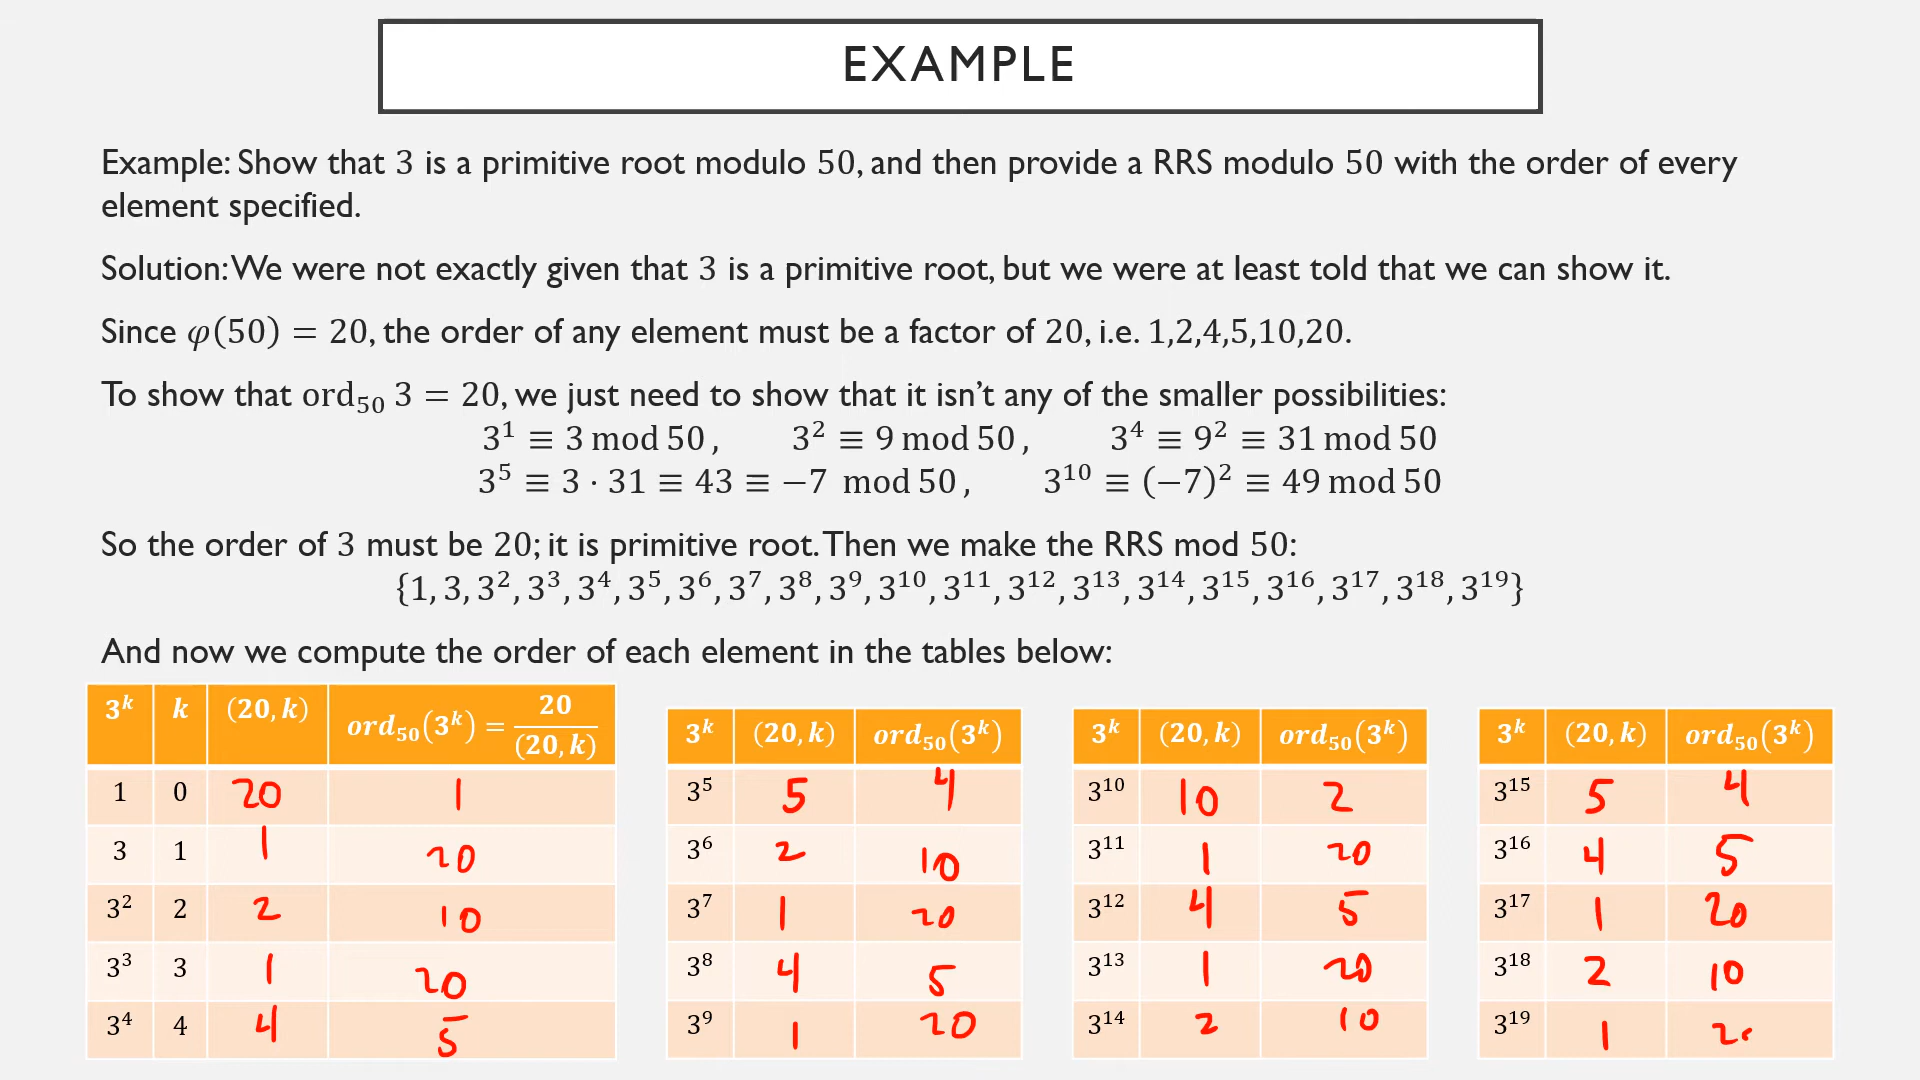 EXAMPLE
Example: Show that 3 is a primitive root modulo 50, and then provide a RRS modulo 50 with the order of every
element specified.
Solution: We were not exactly given that 3 is a primitive root, but we were at least told that we can show it.
Since φ(50) = 20, the order of any element must be a factor of 20, i.e. 1,2,4,5,10,20.
To show that ord₅₀ 3 = 20, we just need to show that it isn’t any of the smaller possibilities:
3¹ ≡ 3 mod 50, 3² ≡ 9 mod 50, 3⁴ ≡ 9² ≡ 31 mod 50
3⁵ ≡ 3 · 31 ≡ 43 ≡ −7 mod 50, 3¹⁰ ≡ (−7)² ≡ 49 mod 50
So the order of 3 must be 20; it is primitive root. Then we make the RRS mod 50:
{1, 3, 3², 3³, 3⁴, 3⁵, 3⁶, 3⁷, 3⁸, 3⁹, 3¹⁰, 3¹¹, 3¹², 3¹³, 3¹⁴, 3¹⁵, 3¹⁶, 3¹⁷, 3¹⁸, 3¹⁹}
And now we compute the order of each element in the tables below:
3ᵏ k (20, k) ord₅₀(3ᵏ) = 20/(20, k)
1 0 20 1
3 1 1 20
3² 2 2 10
3³ 3 1 20
3⁴ 4 4 5
3ᵏ (20, k) ord₅₀(3ᵏ)
3⁵ 5 4
3⁶ 2 10
3⁷ 1 20
3⁸ 4 5
3⁹ 1 20
3ᵏ (20, k) ord₅₀(3ᵏ)
3¹⁰ 10 2
3¹¹ 1 20
3¹² 4 5
3¹³ 1 20
3¹⁴ 2 10
3ᵏ (20, k) ord₅₀(3ᵏ)
3¹⁵ 5 4
3¹⁶ 4 5
3¹⁷ 1 20
3¹⁸ 2 10
3¹⁹ 1 2